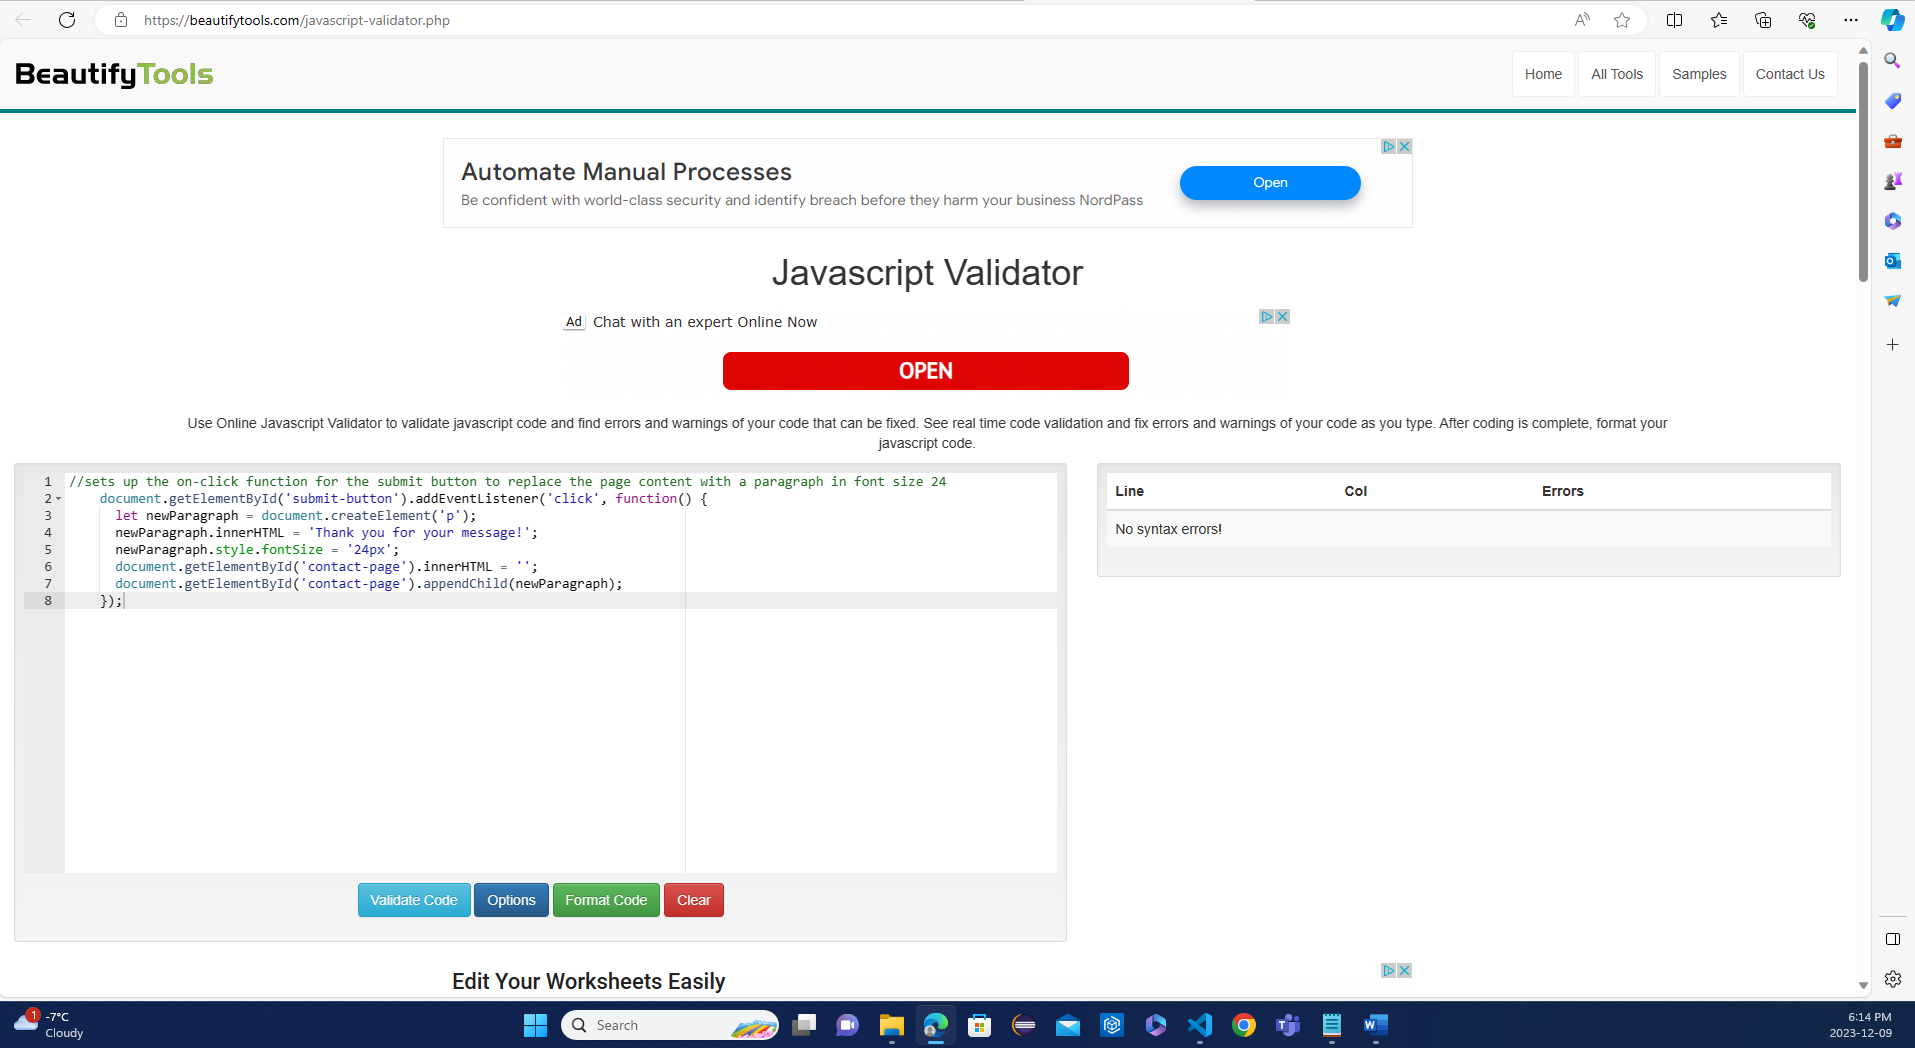 https://beautifytools.com/javascript-validator.php
BeautifyTools
Home
All Tools
Samples
Contact Us
Automate Manual Processes
Be confident with world-class security and identify breach before they harm your business NordPass
Open
Javascript Validator
Ad Chat with an expert Online Now
OPEN
Use Online Javascript Validator to validate javascript code and find errors and warnings of your code that can be fixed. See real time code validation and fix errors and warnings of your code as you type. After coding is complete, format your
javascript code.
1 //sets up the on-click function for the submit button to replace the page content with a paragraph in font size 24
2 document.getElementById('submit-button').addEventListener('click', function() {
3 let newParagraph = document.createElement('p');
4 newParagraph.innerHTML = 'Thank you for your message!';
5 newParagraph.style.fontSize = '24px';
6 document.getElementById('contact-page').innerHTML = '';
7 document.getElementById('contact-page').appendChild(newParagraph);
8 });
Line Col Errors
No syntax errors!
Validate Code
Options
Format Code
Clear
Edit Your Worksheets Easily
1
-7°C
Cloudy
Search
6:14 PM
2023-12-09